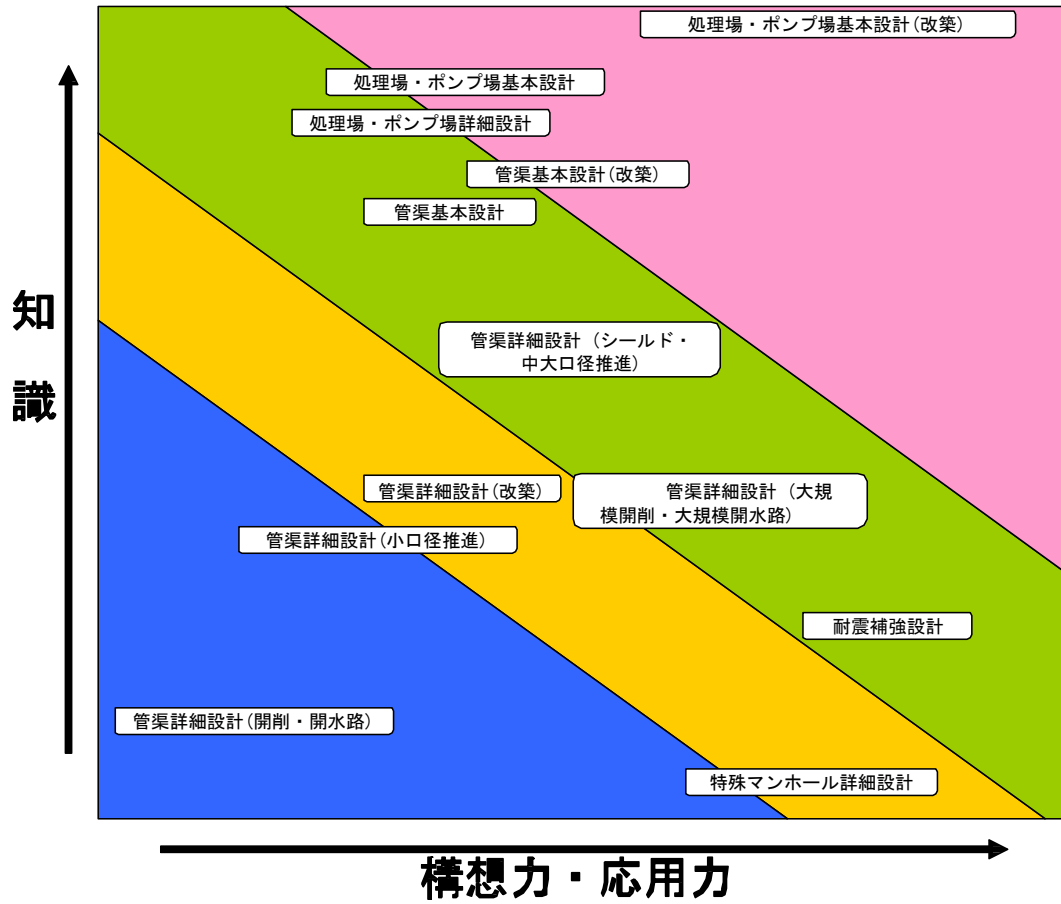 処理場・ポンプ場基本設計(改築)
処理場・ポンプ場基本設計
処理場・ポンプ場詳細設計
管渠基本設計(改築)
管渠基本設計
知
識
管渠詳細設計（シールド・
中大口径推進）
管渠詳細設計(改築)
管渠詳細設計（大規
模開削・大規模開水路）
管渠詳細設計(小口径推進)
耐震補強設計
管渠詳細設計(開削・開水路)
特殊マンホール詳細設計
構想力・応用力